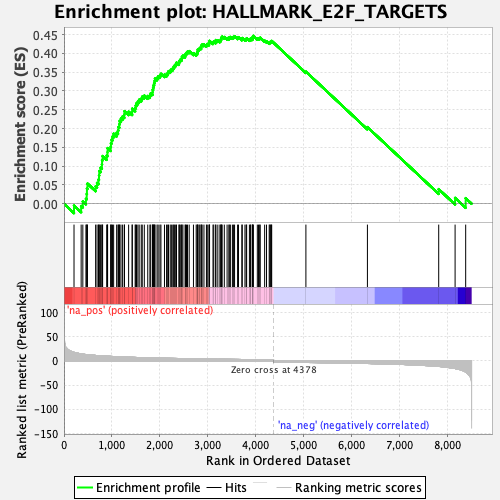 Enrichment plot: HALLMARK_E2F_TARGETS
Enrichment score (ES)
0.45
0.40
0.35
0.30
0.25
0.20
0.15
0.10
0.05
0.00
'na_pos' (positively correlated)
Ranked list metric (PreRanked)
100
50
0
-50
-100
-150
Zero cross at 4378
'na_neg' (negatively correlated)
0 1,000 2,000 3,000 4,000 5,000 6,000 7,000 8,000
Rank in Ordered Dataset
Enrichment profile Hits Ranking metric scores